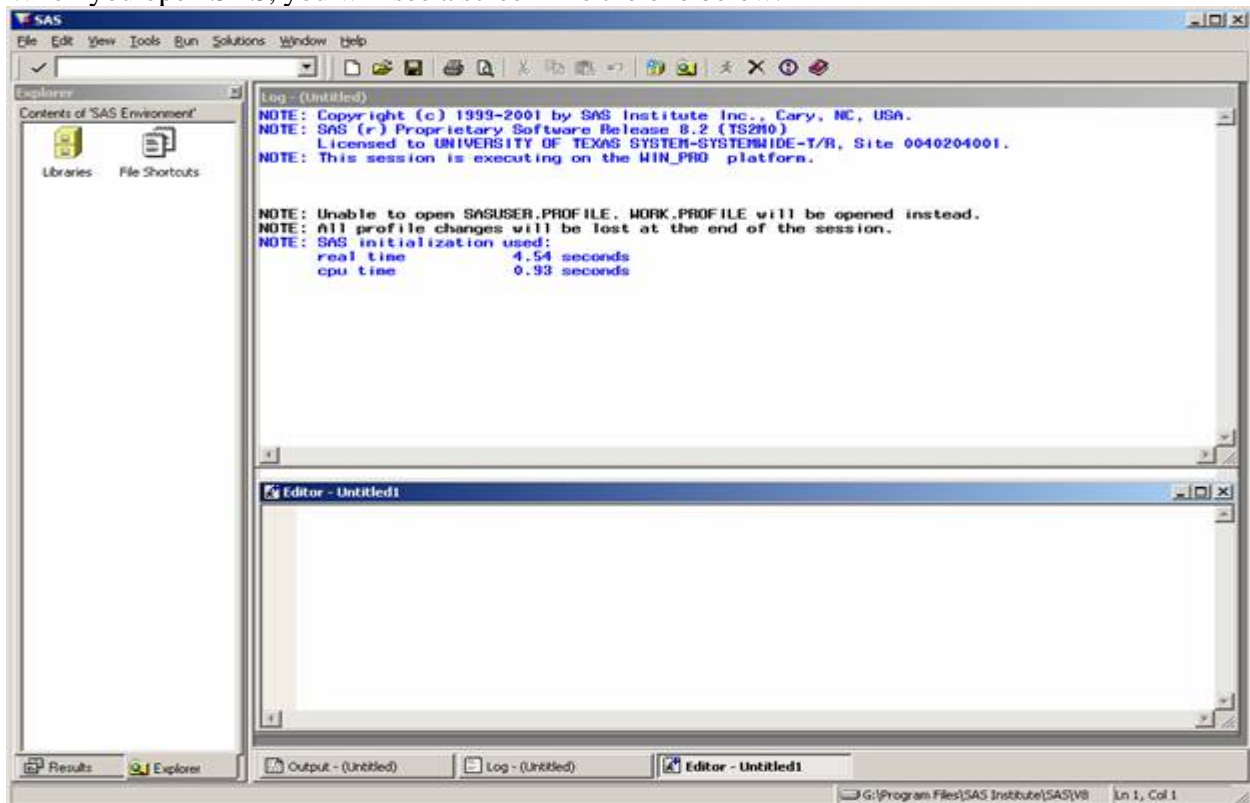 SAS
File Edit View Tools Run Solutions Window Help
Explorer
Contents of 'SAS Environment'
Libraries File Shortcuts
Log - (Untitled)
NOTE: Copyright (c) 1999-2001 by SAS Institute Inc., Cary, NC, USA.
NOTE: SAS (r) Proprietary Software Release 8.2 (TS2M0)
Licensed to UNIVERSITY OF TEXAS SYSTEM-SYSTEMWIDE-T/R, Site 0040204001.
NOTE: This session is executing on the WIN_PRO platform.
NOTE: Unable to open SASUSER.PROFILE. WORK.PROFILE will be opened instead.
NOTE: All profile changes will be lost at the end of the session.
NOTE: SAS initialization used:
real time 4.54 seconds
cpu time 0.93 seconds
Editor - Untitled1
Results Explorer Output - (Untitled) Log - (Untitled) Editor - Untitled1
G:\Program Files\SAS Institute\SAS\V8 Ln 1, Col 1